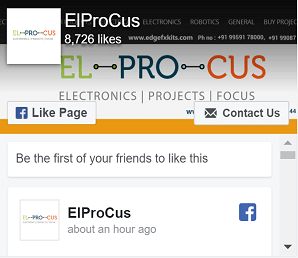 ELECTRONICS ROBOTICS GENERAL BUY PROJ
ElProCus
8,726 likes
www.edgefxkits.com Ph no : +91 99591 78000, +91 99087
EL PRO CUS
EL PRO CUS
ELECTRONICS | PROJECTS | FOCUS
Like Page
Contact Us
44
Be the first of your friends to like this
EL PRO CUS
ElProCus
about an hour ago